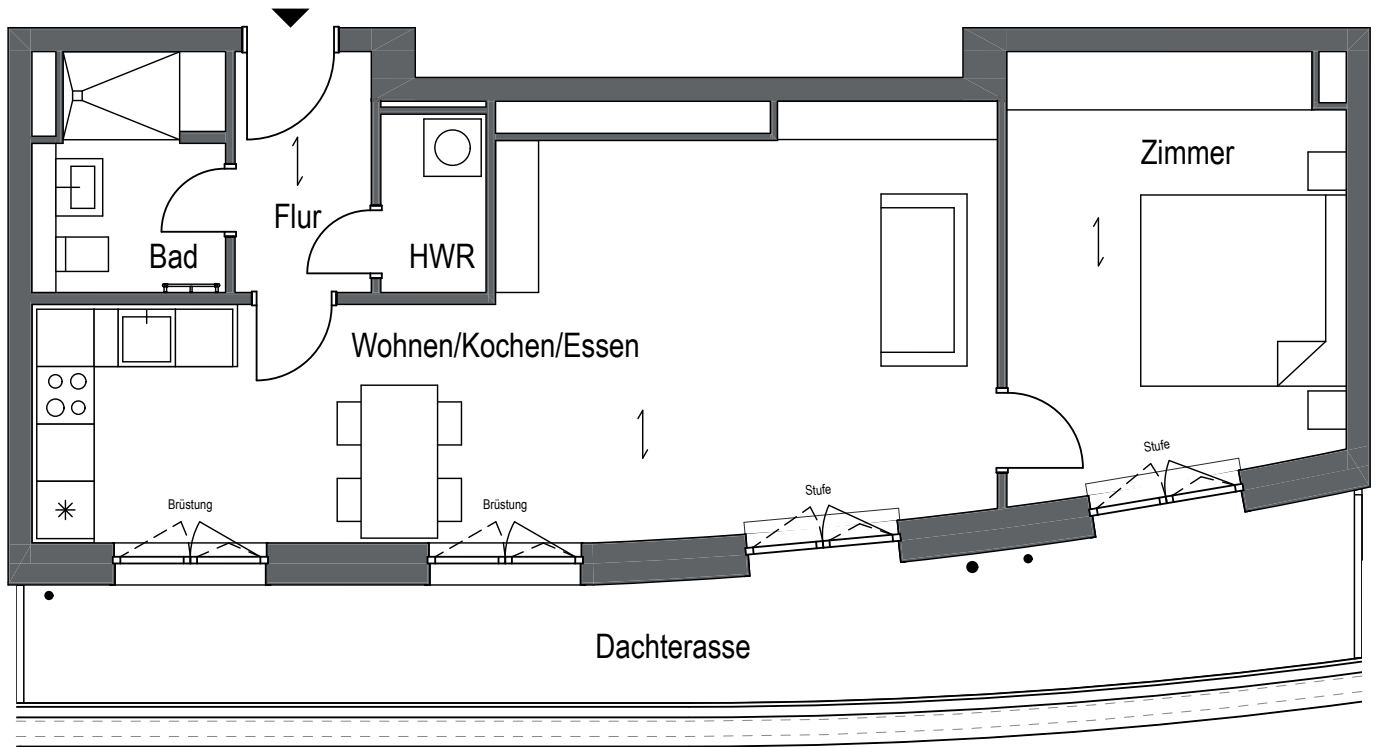 Zimmer
Flur
Bad
HWR
Wohnen/Kochen/Essen
Stufe
Brüstung
Brüstung
Stufe
Dachterasse